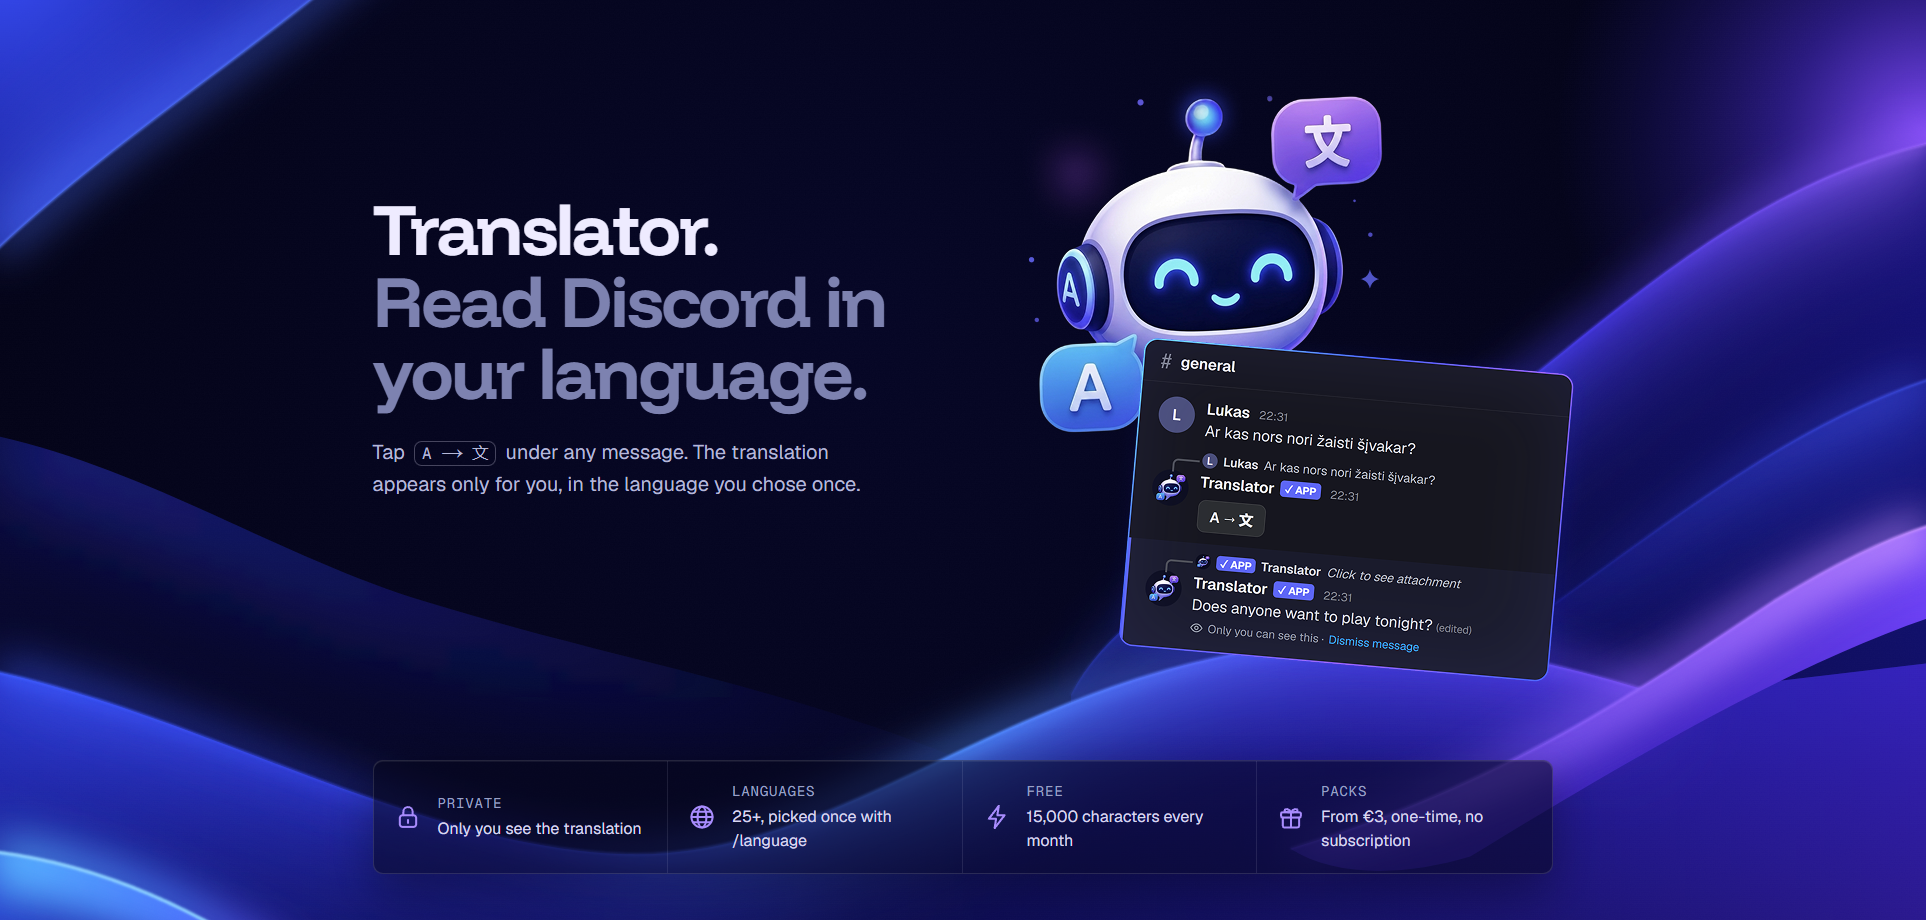 Translator.
Read Discord in
your language.
Tap A → 文 under any message. The translation
appears only for you, in the language you chose once.
文
A
A
# general
L
Lukas 22:31
Ar kas nors nori žaisti šįvakar?
L Lukas Ar kas nors nori žaisti šįvakar?
Translator ✓ APP 22:31
A → 文
✓ APP Translator Click to see attachment
Translator ✓ APP 22:31
Does anyone want to play tonight? (edited)
Only you can see this · Dismiss message
PRIVATE
Only you see the translation
LANGUAGES
25+, picked once with
/language
FREE
15,000 characters every
month
PACKS
From €3, one-time, no
subscription